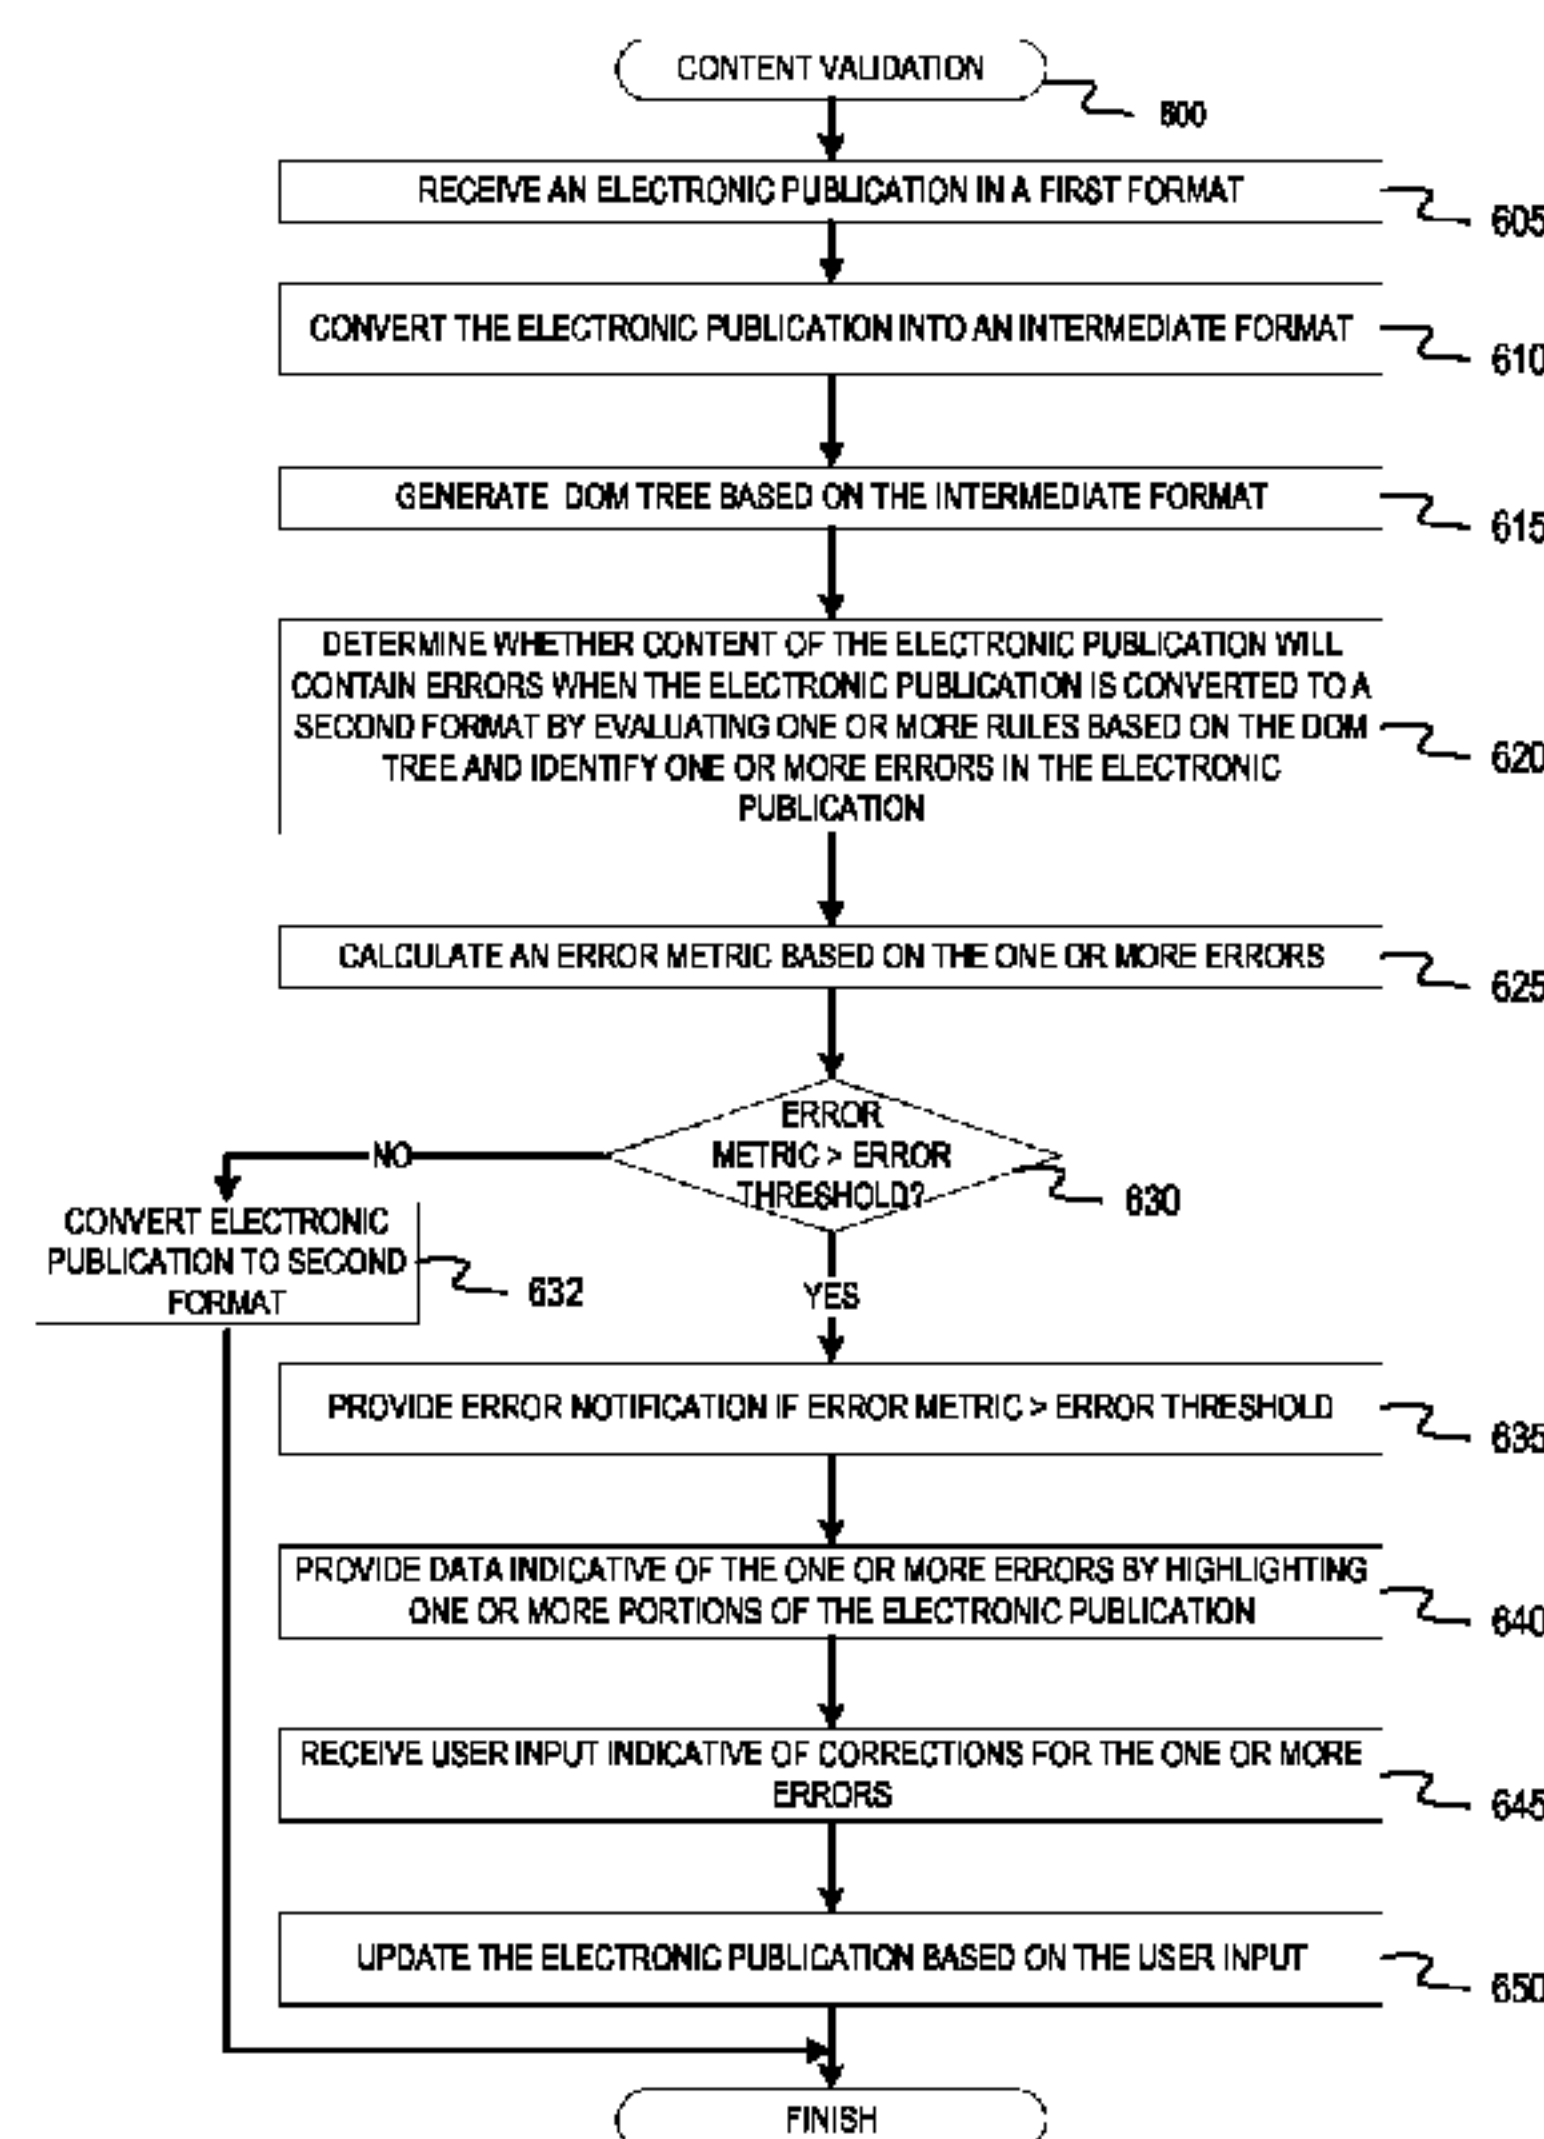 CONTENT VALIDATION
600
RECEIVE AN ELECTRONIC PUBLICATION IN A FIRST FORMAT
605
CONVERT THE ELECTRONIC PUBLICATION INTO AN INTERMEDIATE FORMAT
610
GENERATE DOM TREE BASED ON THE INTERMEDIATE FORMAT
615
DETERMINE WHETHER CONTENT OF THE ELECTRONIC PUBLICATION WILL
CONTAIN ERRORS WHEN THE ELECTRONIC PUBLICATION IS CONVERTED TO A
SECOND FORMAT BY EVALUATING ONE OR MORE RULES BASED ON THE DOM
TREE AND IDENTIFY ONE OR MORE ERRORS IN THE ELECTRONIC
PUBLICATION
620
CALCULATE AN ERROR METRIC BASED ON THE ONE OR MORE ERRORS
625
ERROR
METRIC > ERROR
THRESHOLD?
630
NO
CONVERT ELECTRONIC
PUBLICATION TO SECOND
FORMAT
632
YES
PROVIDE ERROR NOTIFICATION IF ERROR METRIC > ERROR THRESHOLD
635
PROVIDE DATA INDICATIVE OF THE ONE OR MORE ERRORS BY HIGHLIGHTING
ONE OR MORE PORTIONS OF THE ELECTRONIC PUBLICATION
640
RECEIVE USER INPUT INDICATIVE OF CORRECTIONS FOR THE ONE OR MORE
ERRORS
645
UPDATE THE ELECTRONIC PUBLICATION BASED ON THE USER INPUT
650
FINISH